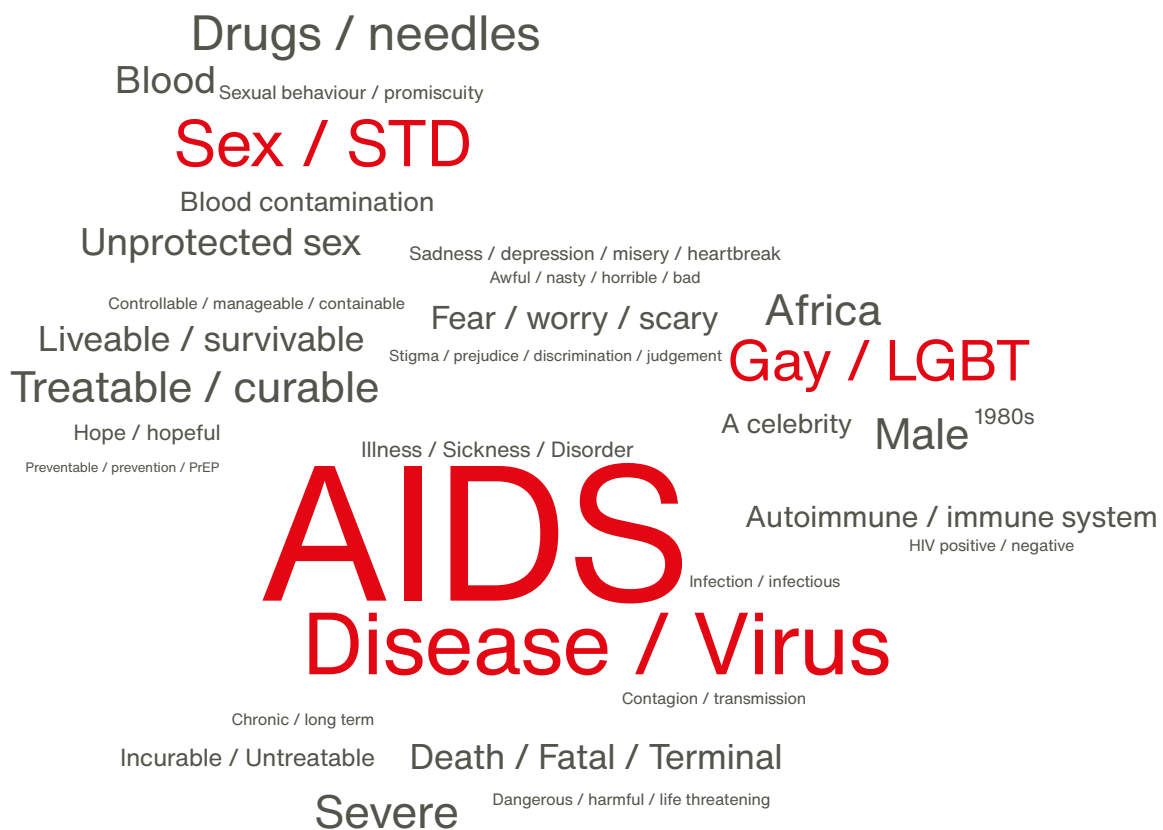 Drugs / needles
Blood
Sexual behaviour / promiscuity
Sex / STD
Blood contamination
Unprotected sex
Sadness / depression / misery / heartbreak
Awful / nasty / horrible / bad
Controllable / manageable / containable
Fear / worry / scary
Africa
Liveable / survivable
Stigma / prejudice / discrimination / judgement
Gay / LGBT
Treatable / curable
A celebrity
Male
1980s
Hope / hopeful
Illness / Sickness / Disorder
Preventable / prevention / PrEP
AIDS
Autoimmune / immune system
HIV positive / negative
Infection / infectious
Disease / Virus
Contagion / transmission
Chronic / long term
Incurable / Untreatable
Death / Fatal / Terminal
Severe
Dangerous / harmful / life threatening